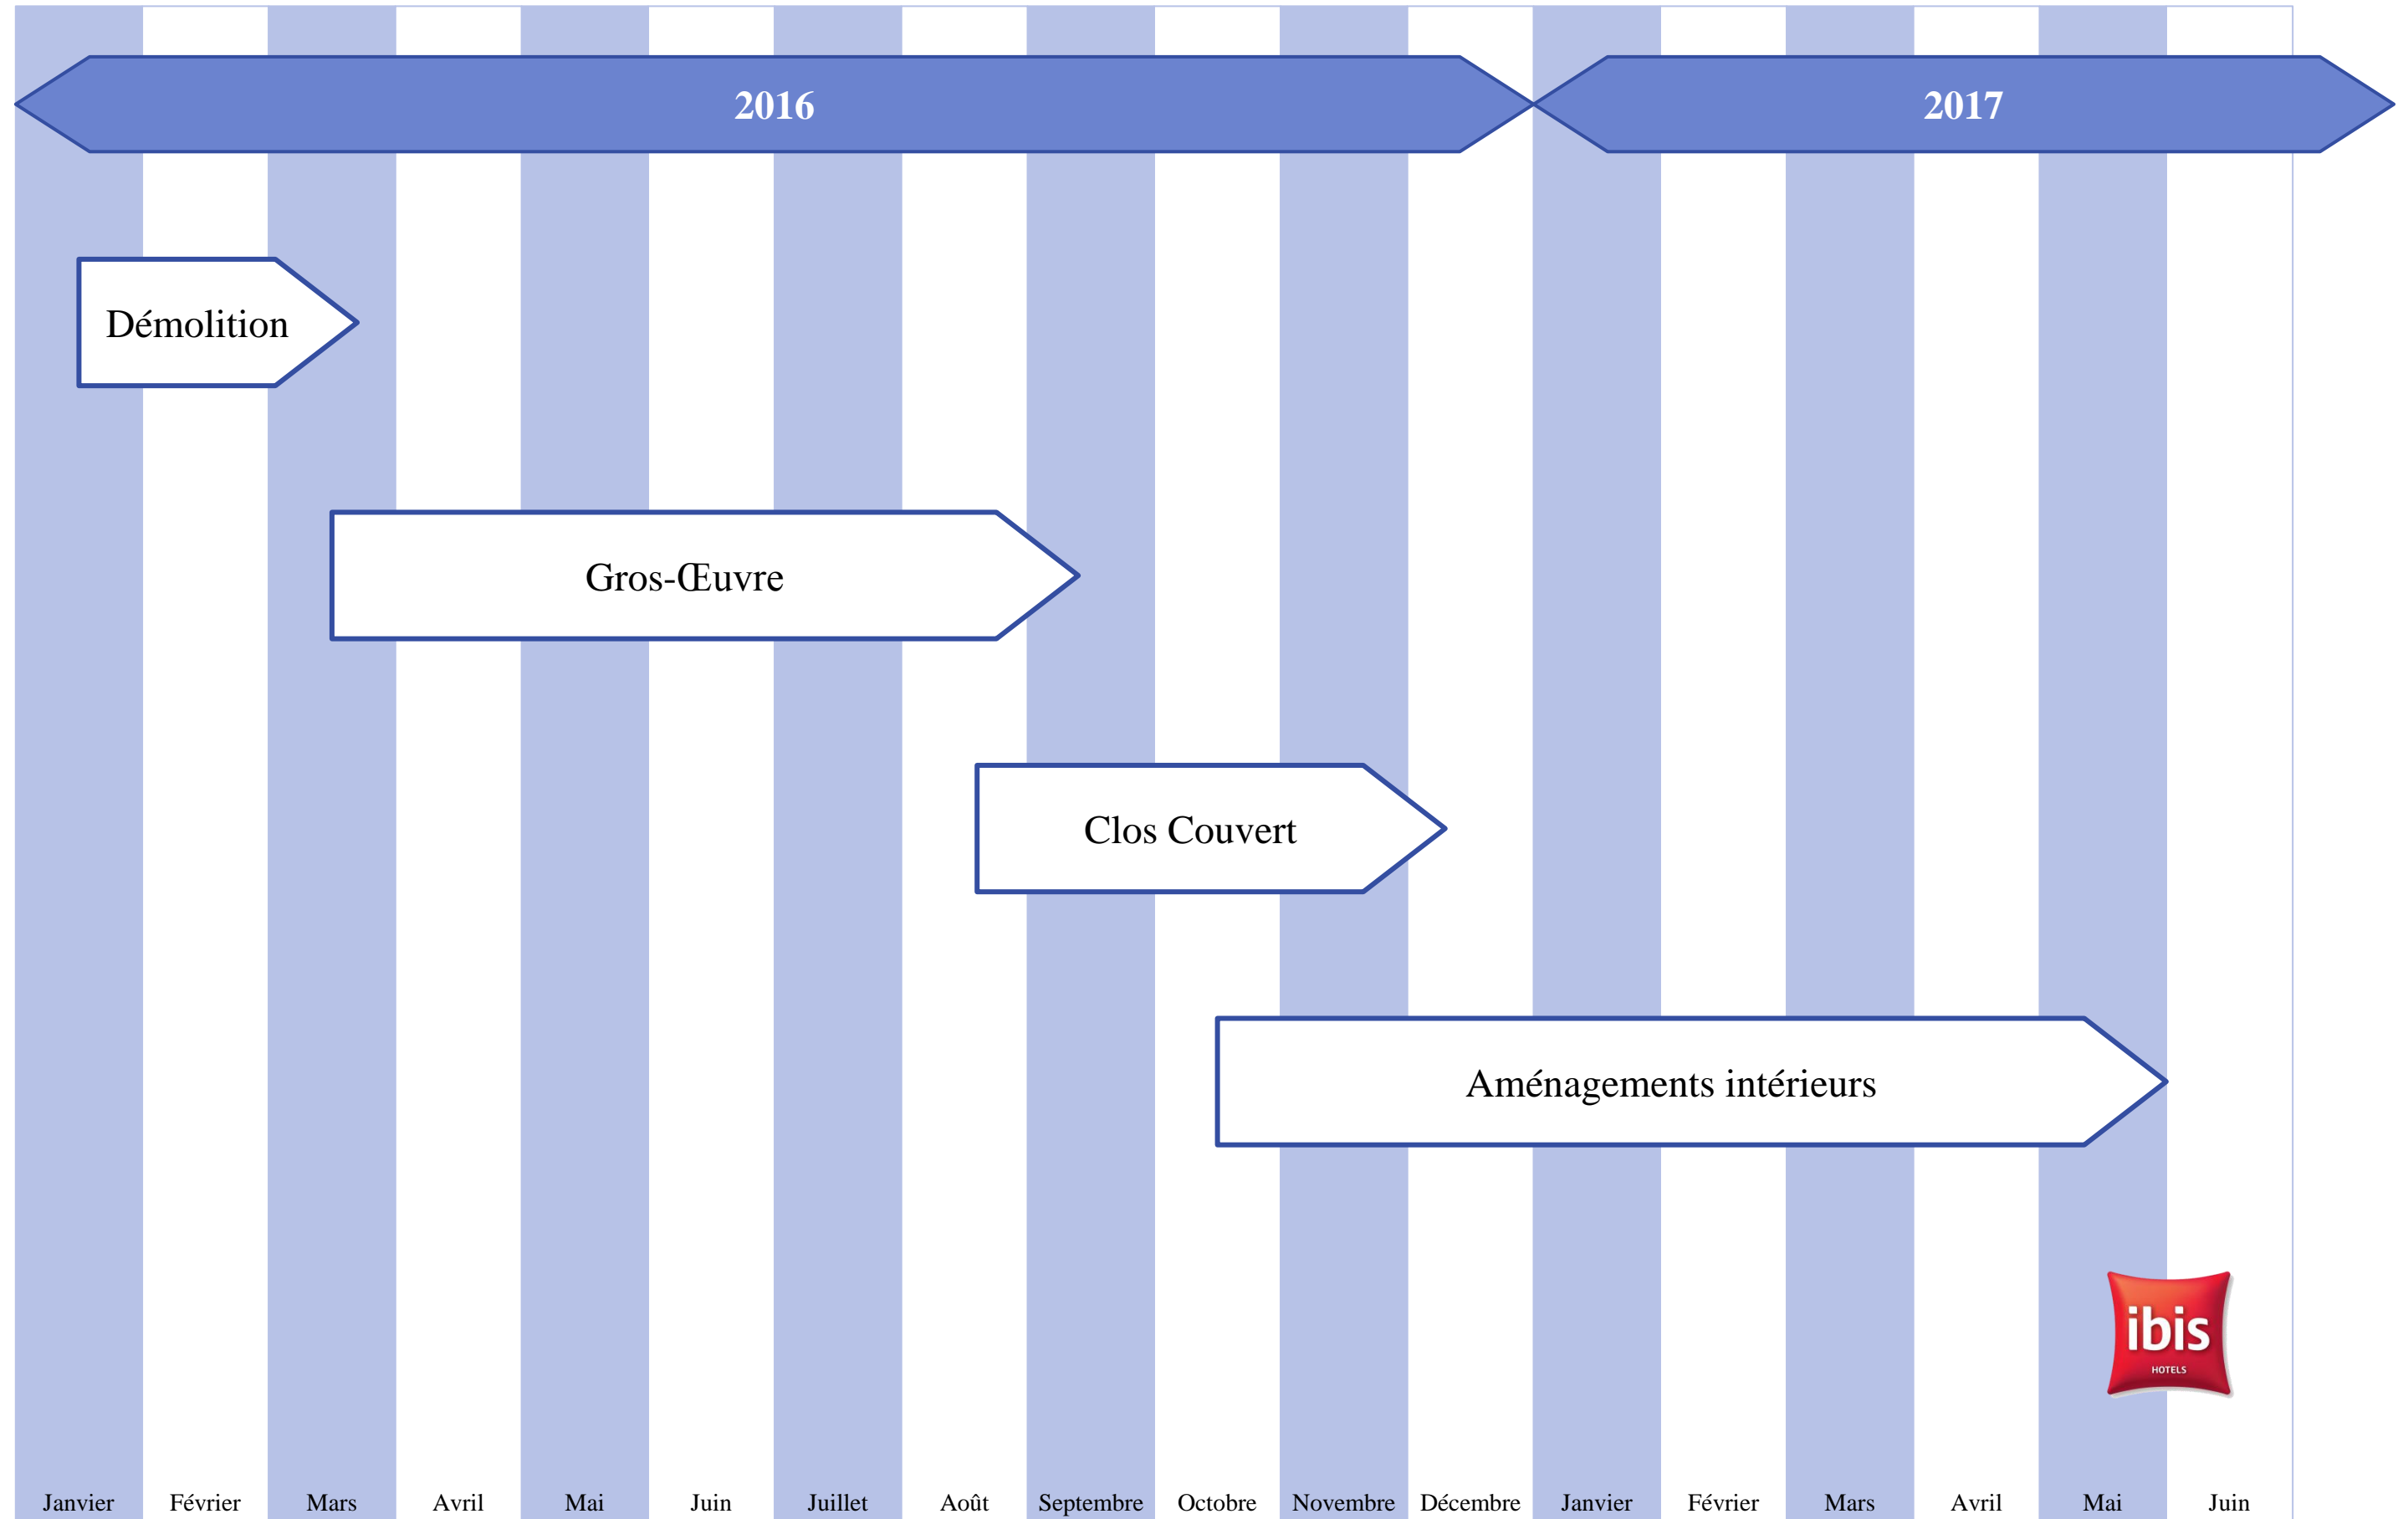 2016
2017
Démolition
Gros-Œuvre
Clos Couvert
Aménagements intérieurs
ibis
HOTELS
Janvier Février Mars Avril Mai Juin Juillet Août Septembre Octobre Novembre Décembre Janvier Février Mars Avril Mai Juin